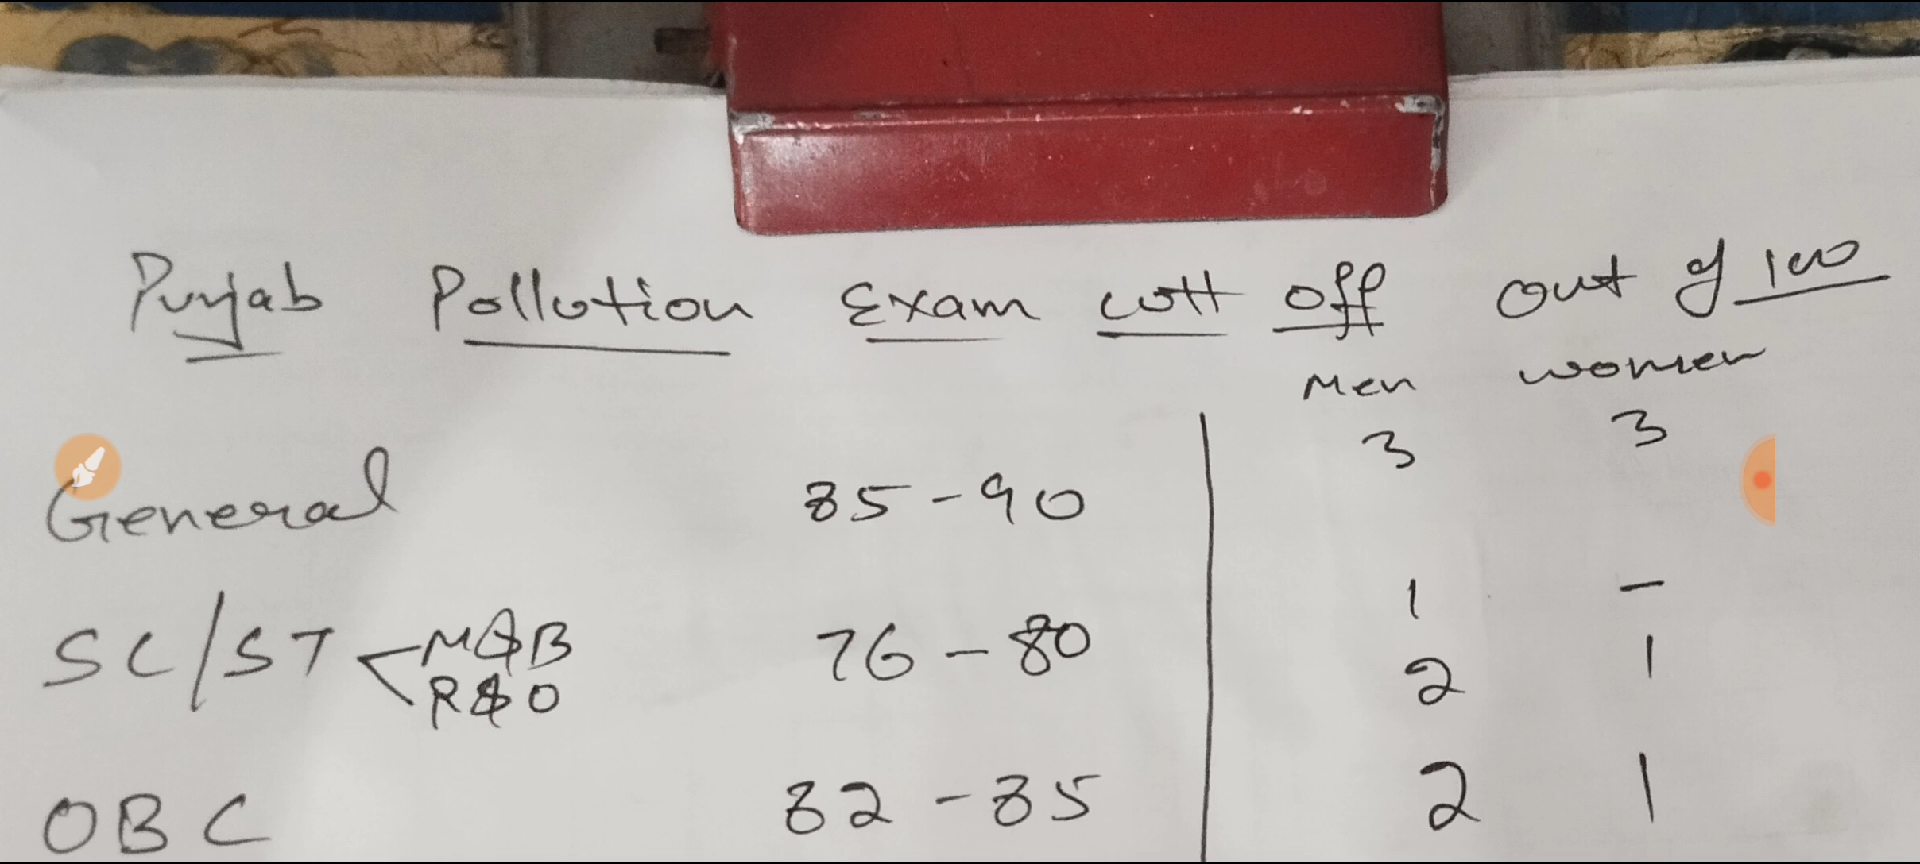 Punjab Pollution Exam cutt off out of 100
Men women
General 85-90 3 3
SC/ST M&B 76-80 1 -
R&O 2 1
OBC 82-85 2 1